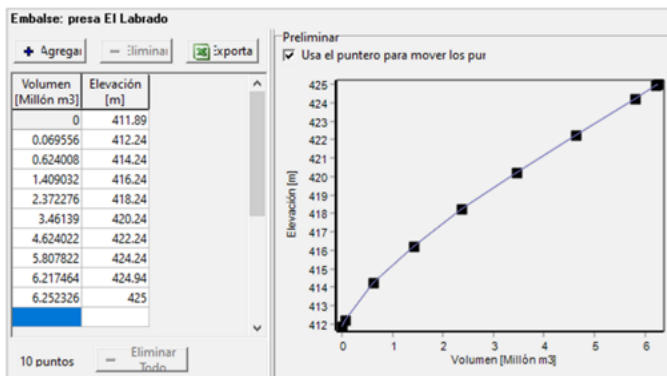 Embalse: presa El Labrado
Agregar
Eliminar
Exporta
Volumen [Millón m3] Elevación [m]
0 411.89
0.069556 412.24
0.624008 414.24
1.409032 416.24
2.372276 418.24
3.46139 420.24
4.624022 422.24
5.807822 424.24
6.217464 424.94
6.252326 425
10 puntos
Eliminar
Todo
Preliminar
Usa el puntero para mover los pur
Elevación [m]
425
424
423
422
421
420
419
418
417
416
415
414
413
412
0 1 2 3 4 5 6
Volumen [Millón m3]